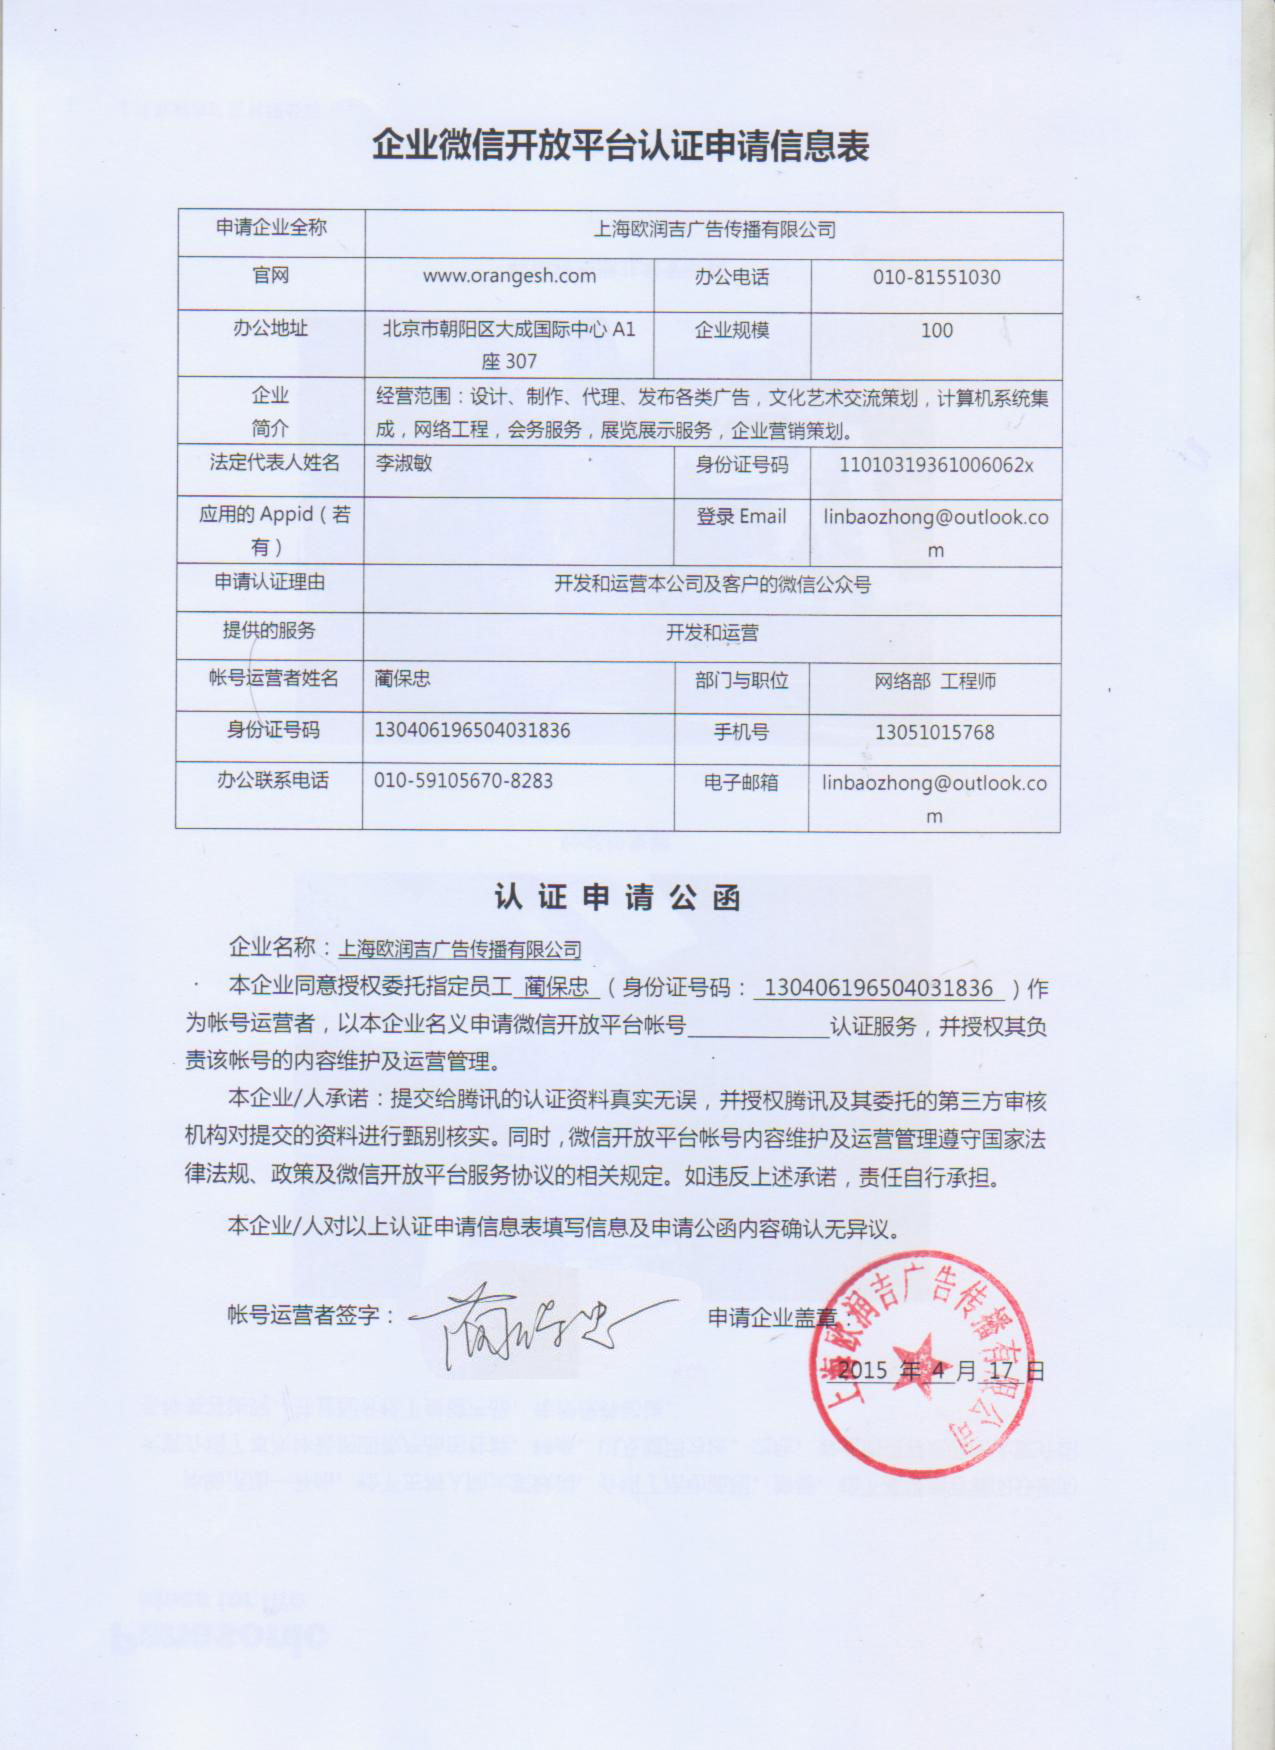 企业微信开放平台认证申请信息表
申请企业全称 上海欧润吉广告传播有限公司
官网 www.orangesh.com 办公电话 010-81551030
办公地址 北京市朝阳区大成国际中心 A1 企业规模 100
座 307
企业 经营范围：设计、制作、代理、发布各类广告，文化艺术交流策划，计算机系统集
简介 成，网络工程，会务服务，展览展示服务，企业营销策划。
法定代表人姓名 李淑敏 身份证号码 11010319361006062x
应用的 Appid（若 登录 Email linbaozhong@outlook.co
有） m
申请认证理由 开发和运营本公司及客户的微信公众号
提供的服务 开发和运营
帐号运营者姓名 蔺保忠 部门与职位 网络部 工程师
身份证号码 130406196504031836 手机号 13051015768
办公联系电话 010-59105670-8283 电子邮箱 linbaozhong@outlook.co
m
认 证 申 请 公 函
企业名称：上海欧润吉广告传播有限公司
本企业同意授权委托指定员工 蔺保忠 （身份证号码： 130406196504031836 ）作
为帐号运营者，以本企业名义申请微信开放平台帐号____________认证服务，并授权其负
责该帐号的内容维护及运营管理。
本企业/人承诺：提交给腾讯的认证资料真实无误，并授权腾讯及其委托的第三方审核
机构对提交的资料进行甄别核实。同时，微信开放平台帐号内容维护及运营管理遵守国家法
律法规、政策及微信开放平台服务协议的相关规定。如违反上述承诺，责任自行承担。
本企业/人对以上认证申请信息表填写信息及申请公函内容确认无异议。
帐号运营者签字： 蔺保忠 申请企业盖章：
2015 年 4 月 17 日
上海欧润吉广告传播有限公司
Panasonic
ideas for life